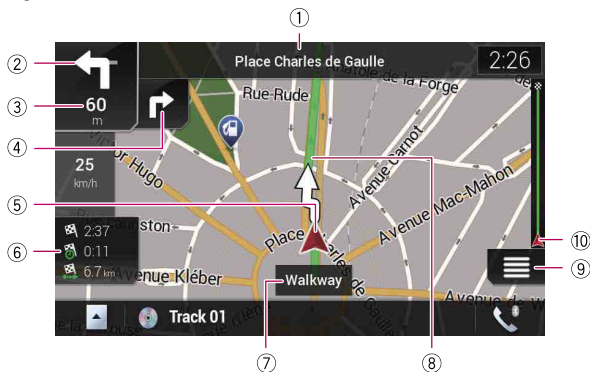 ①
Place Charles de Gaulle
2:26
②
Anatole de la Forge
de
Rue Rude
③
60
m
④
25
km/h
Victor Hugo
Avenue Carnot
⑧
Avenue Mac-Mahon
⑤
2:37
0:11
6.7 km
⑥
Place Charles de Gaulle
⑩
⑨
Avenue Kléber
Walkway
Avenue de W
Track 01
⑦